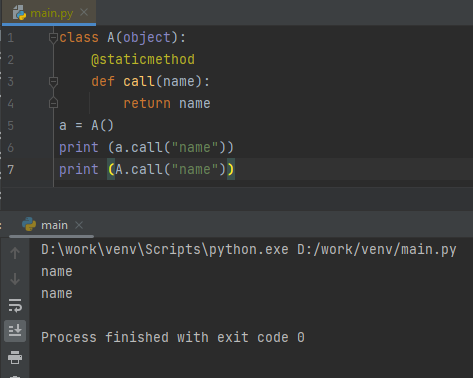 main.py
1 class A(object):
2 @staticmethod
3 def call(name):
4 return name
5 a = A()
6 print (a.call("name"))
7 print (A.call("name"))
main
D:\work\venv\Scripts\python.exe D:/work/venv/main.py
name
name
Process finished with exit code 0